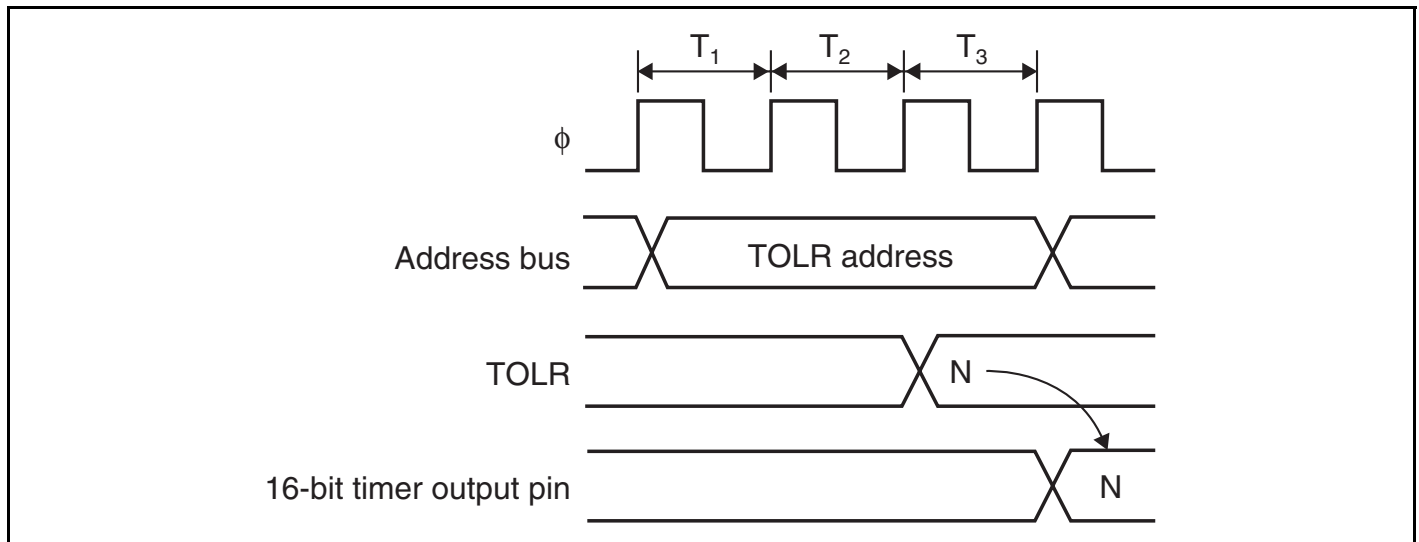 T1 T2 T3
φ
Address bus TOLR address
TOLR N
16-bit timer output pin N